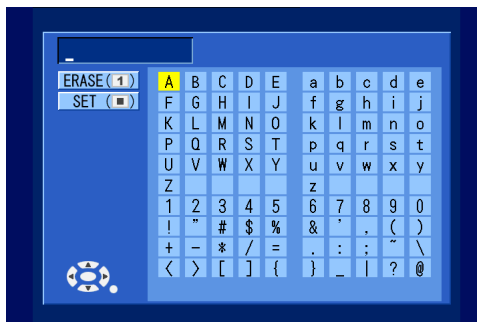 _
ERASE(1)
SET (■)
A B C D E a b c d e
F G H I J f g h i j
K L M N O k l m n o
P Q R S T p q r s t
U V W X Y u v w x y
Z z
1 2 3 4 5 6 7 8 9 0
! " # $ % & ' , ( )
+ - * / = . : ; ~ \
< > [ ] { } _ | ? @